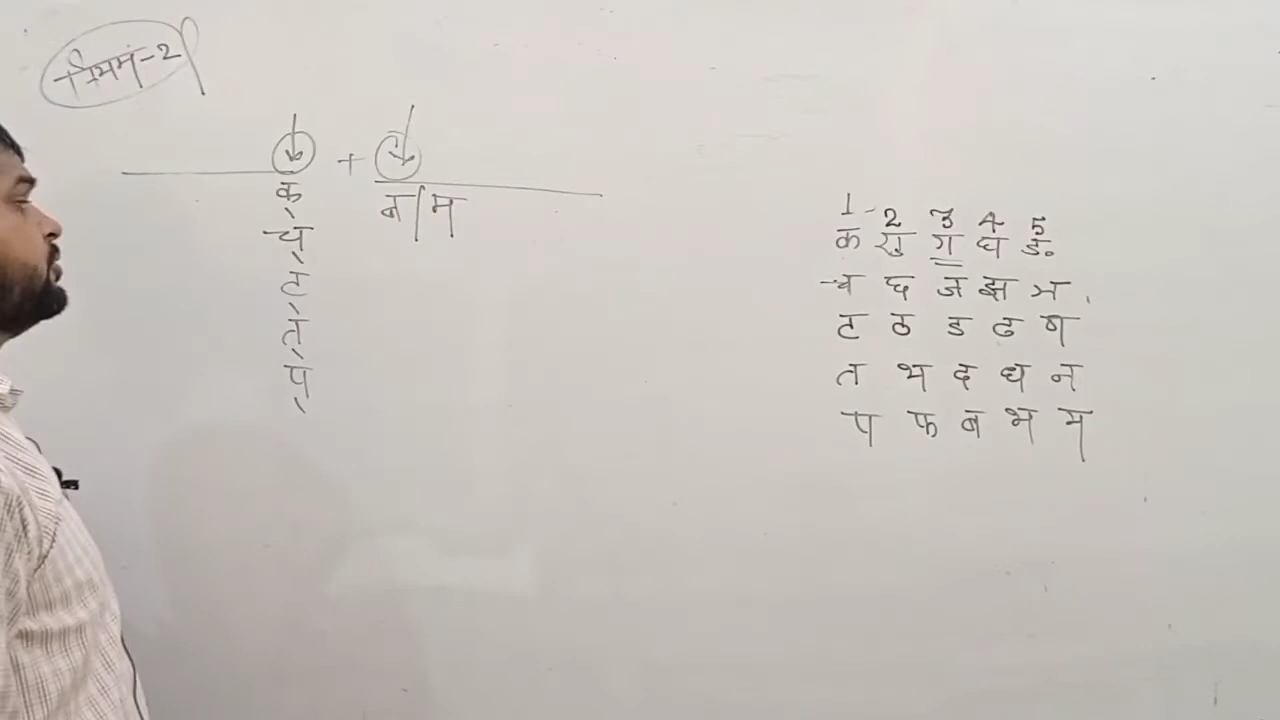 नियम-2
↓ + ↓
क् न/म
च्
ट्
त्
प्
1 2 3 4 5
क ख ग घ ङ
च छ ज झ ञ
ट ठ ड ढ ण
त थ द ध न
प फ ब भ म